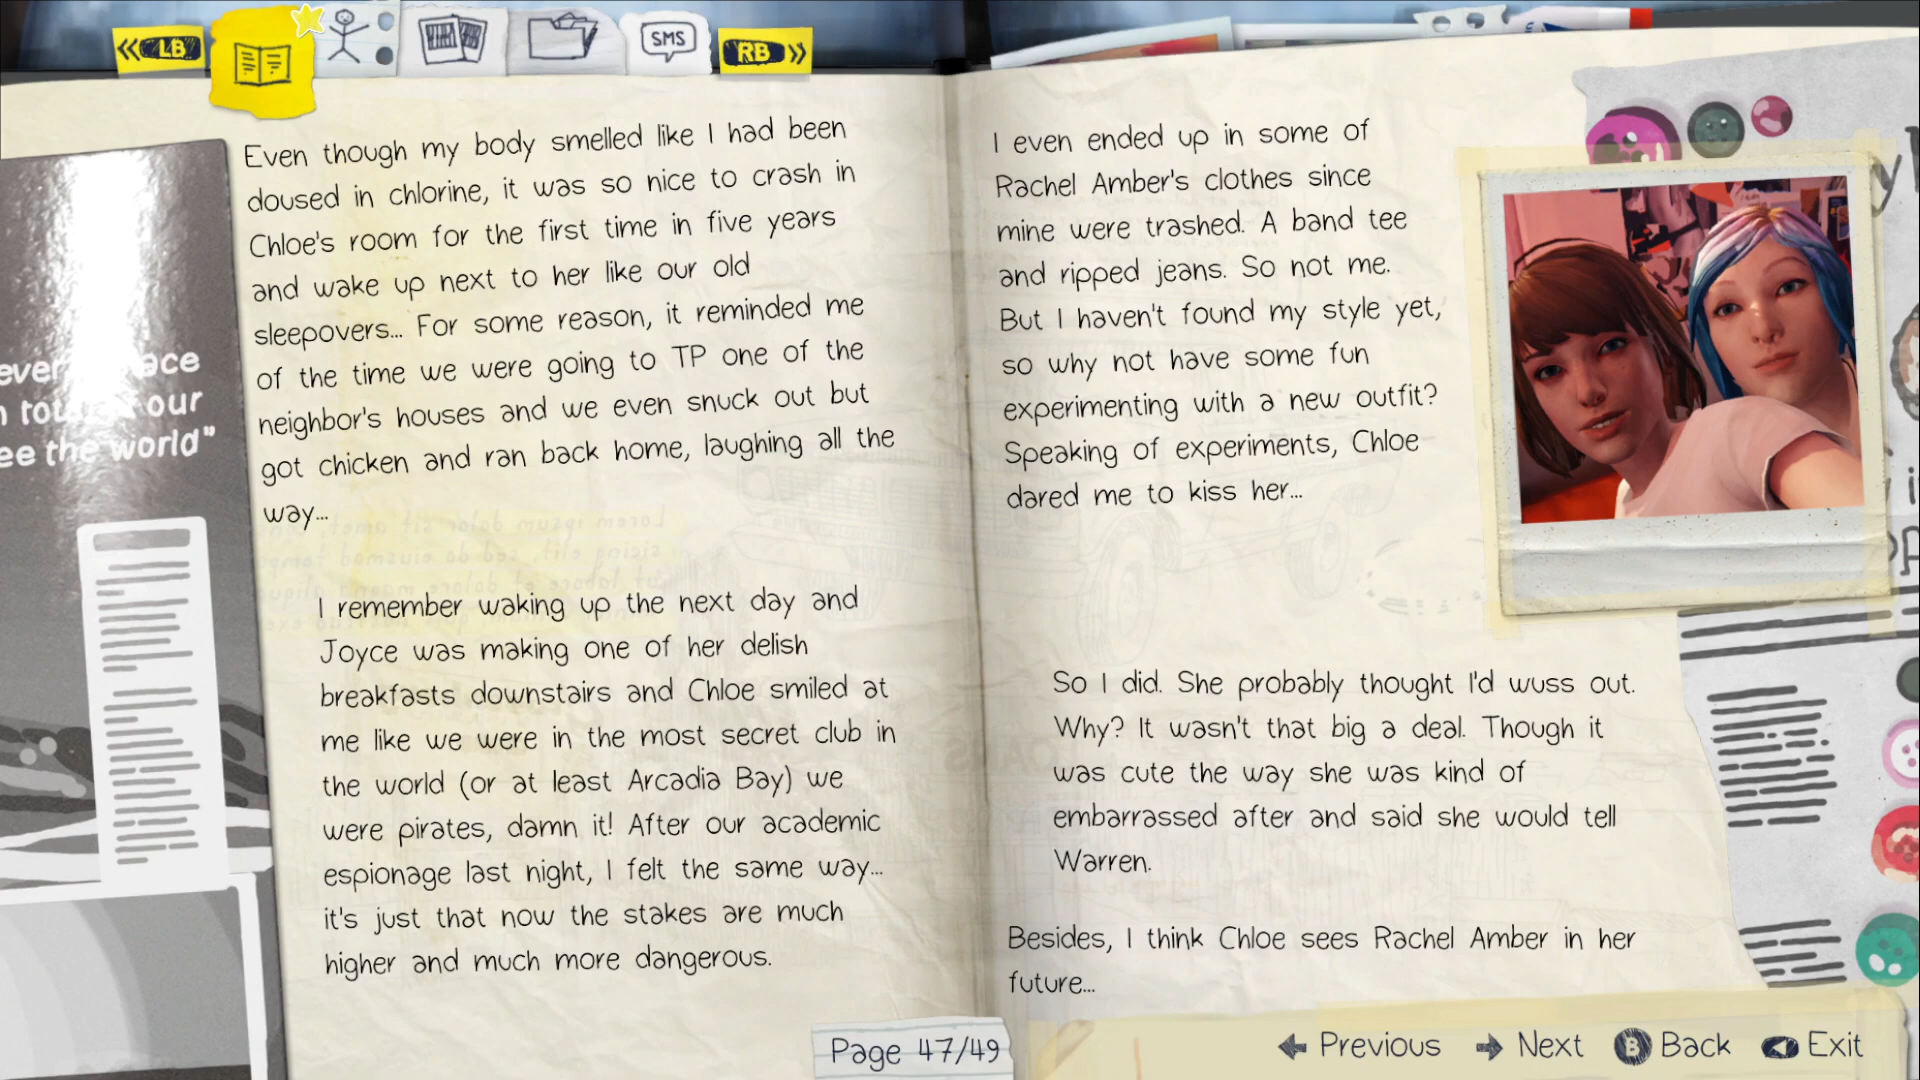 LB
SMS
RB
Even though my body smelled like I had been
doused in chlorine, it was so nice to crash in
Chloe's room for the first time in five years
and wake up next to her like our old
sleepovers... For some reason, it reminded me
of the time we were going to TP one of the
neighbor's houses and we even snuck out but
got chicken and ran back home, laughing all the
way...
I remember waking up the next day and
Joyce was making one of her delish
breakfasts downstairs and Chloe smiled at
me like we were in the most secret club in
the world (or at least Arcadia Bay) we
were pirates, damn it! After our academic
espionage last night, I felt the same way...
it's just that now the stakes are much
higher and much more dangerous.
I even ended up in some of
Rachel Amber's clothes since
mine were trashed. A band tee
and ripped jeans. So not me.
But I haven't found my style yet,
so why not have some fun
experimenting with a new outfit?
Speaking of experiments, Chloe
dared me to kiss her...
So I did. She probably thought I'd wuss out.
Why? It wasn't that big a deal. Though it
was cute the way she was kind of
embarrassed after and said she would tell
Warren.
Besides, I think Chloe sees Rachel Amber in her
future...
our
the world"
Page 47/49
Previous
Next
B Back
Exit